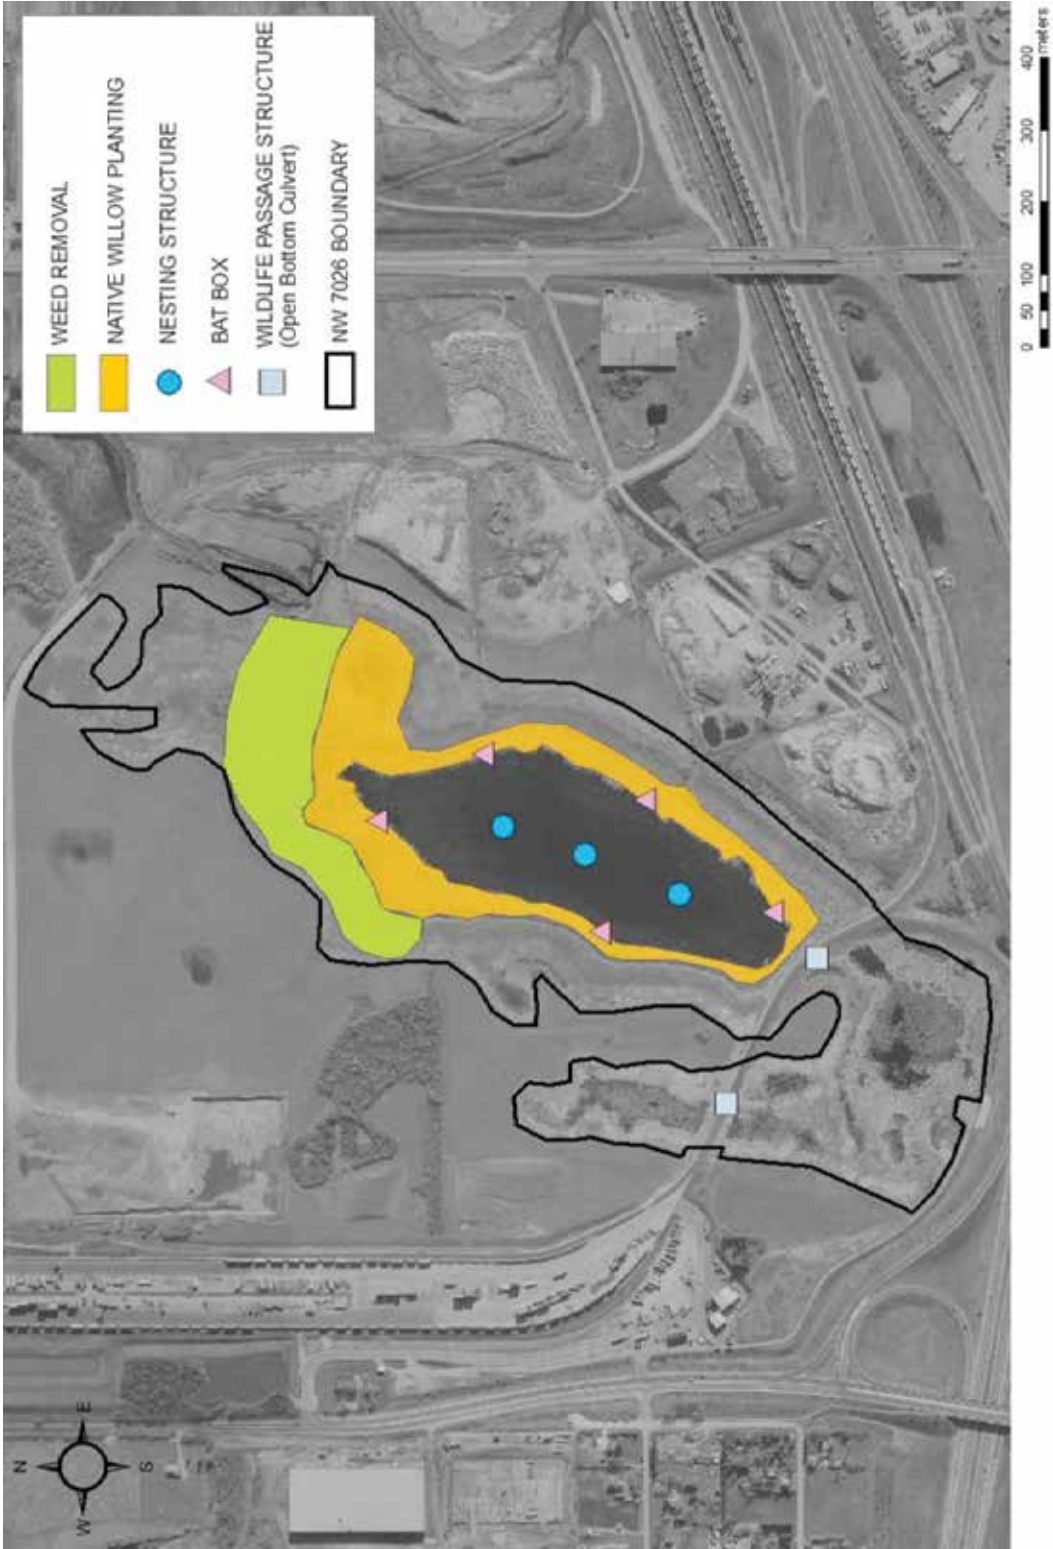 WEED REMOVAL
NATIVE WILLOW PLANTING
NESTING STRUCTURE
BAT BOX
WILDLIFE PASSAGE STRUCTURE
(Open Bottom Culvert)
NW 7026 BOUNDARY
N
W E
S
0 50 100 200 300 400
meters